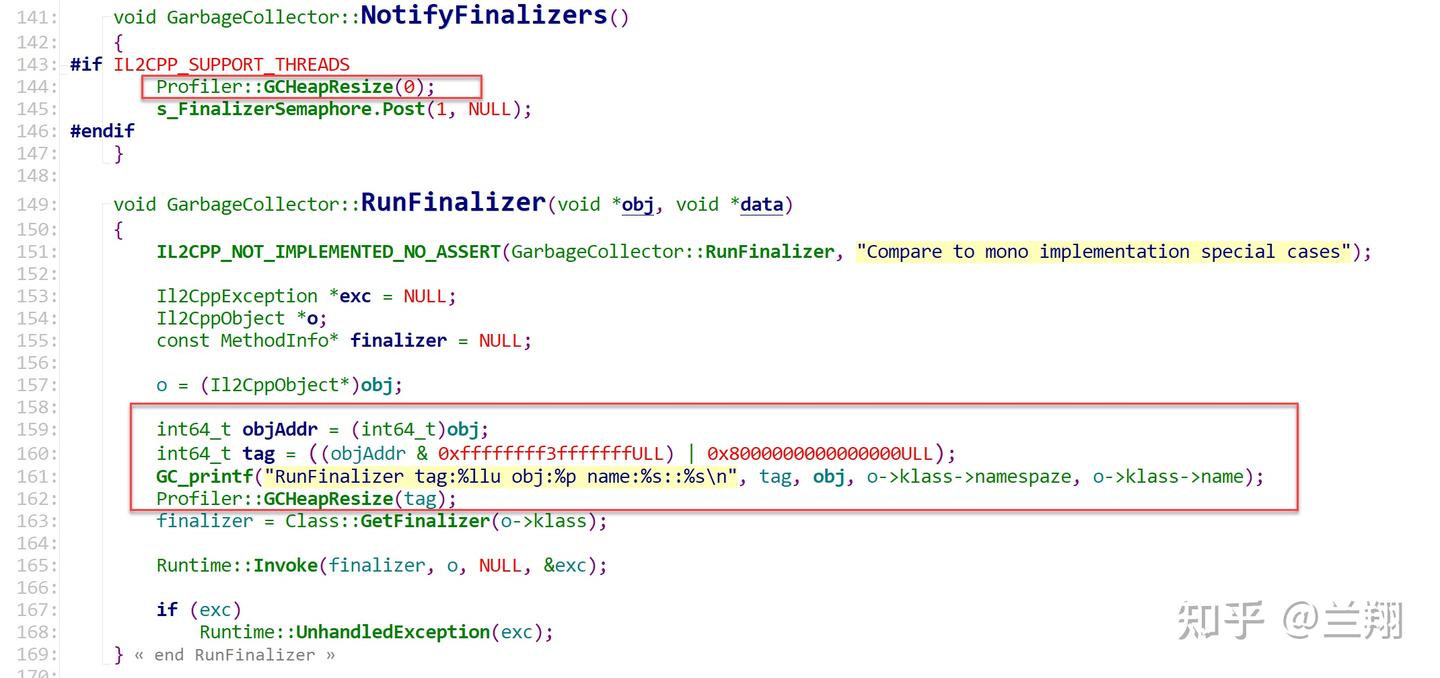 141: void GarbageCollector::NotifyFinalizers()
142: {
143: #if IL2CPP_SUPPORT_THREADS
144: Profiler::GCHeapResize(0);
145: s_FinalizerSemaphore.Post(1, NULL);
146: #endif
147: }
148:
149: void GarbageCollector::RunFinalizer(void *obj, void *data)
150: {
151: IL2CPP_NOT_IMPLEMENTED_NO_ASSERT(GarbageCollector::RunFinalizer, "Compare to mono implementation special cases");
152:
153: Il2CppException *exc = NULL;
154: Il2CppObject *o;
155: const MethodInfo* finalizer = NULL;
156:
157: o = (Il2CppObject*)obj;
158:
159: int64_t objAddr = (int64_t)obj;
160: int64_t tag = ((objAddr & 0xffffffff3fffffffULL) | 0x8000000000000000ULL);
161: GC_printf("RunFinalizer tag:%llu obj:%p name:%s::%s\n", tag, obj, o->klass->namespaze, o->klass->name);
162: Profiler::GCHeapResize(tag);
163: finalizer = Class::GetFinalizer(o->klass);
164:
165: Runtime::Invoke(finalizer, o, NULL, &exc);
166:
167: if (exc)
168: Runtime::UnhandledException(exc);
169: } « end RunFinalizer »
170:
知乎 @兰翔